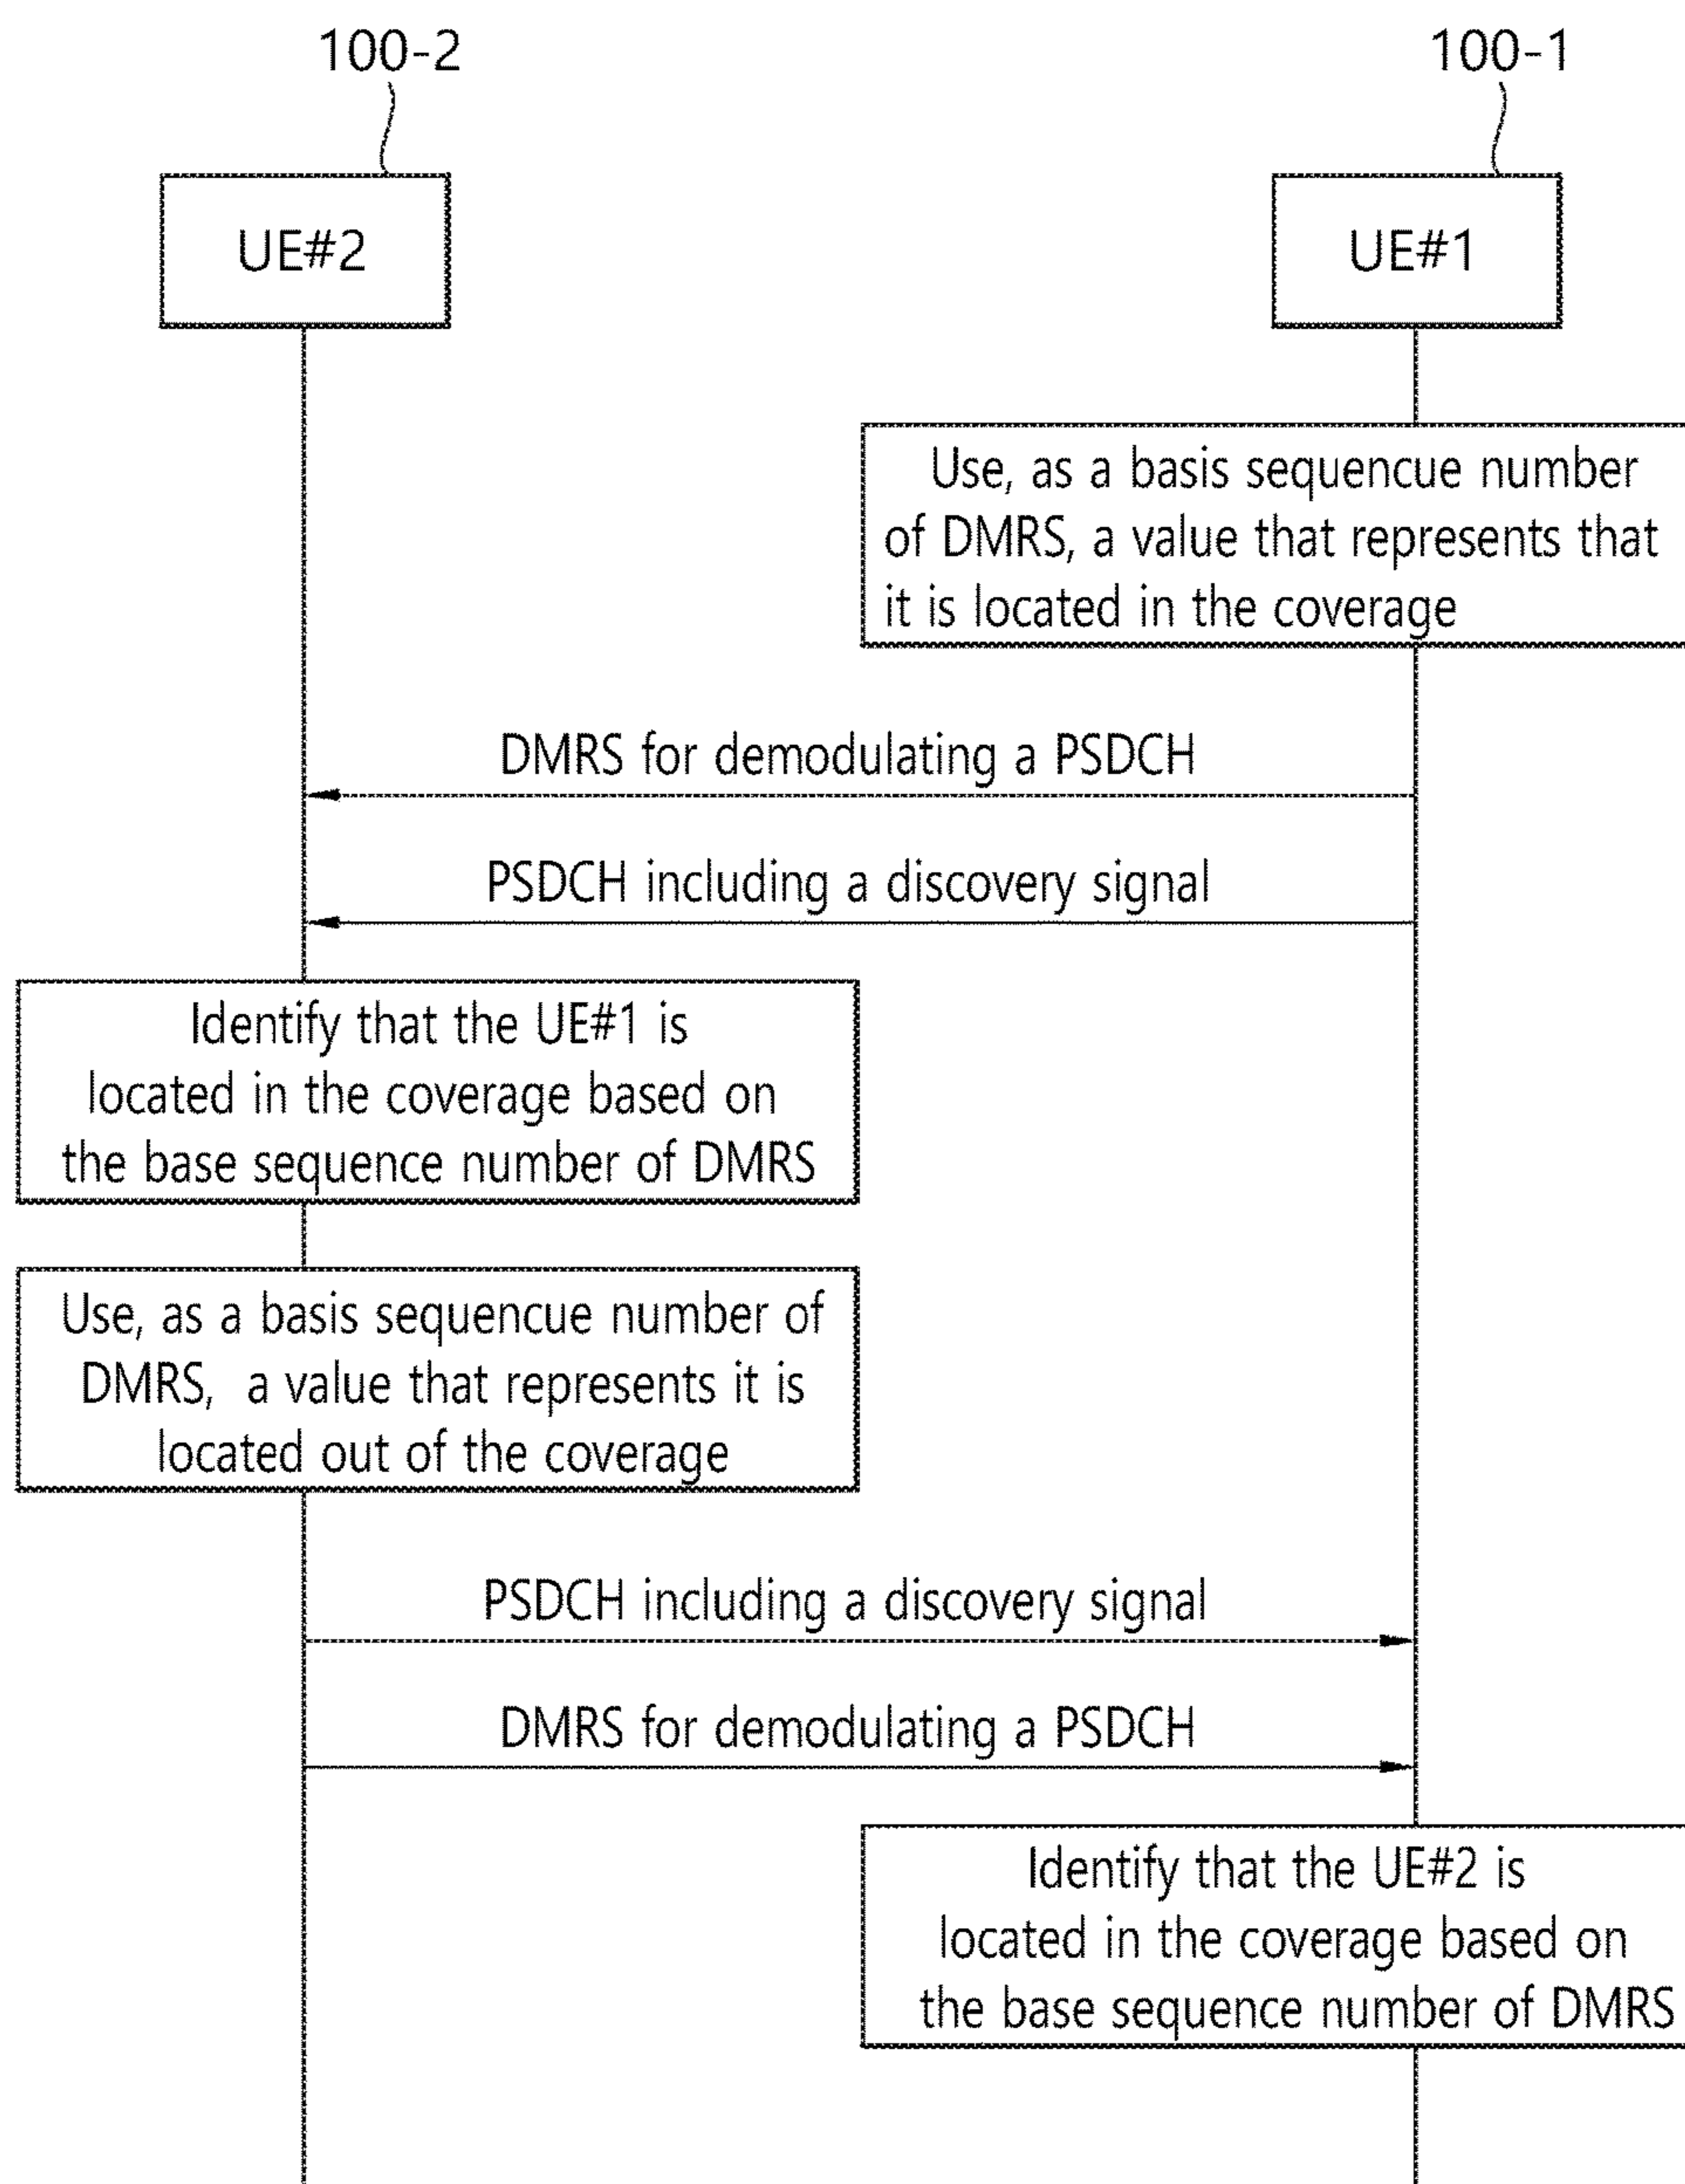 100-2
100-1
UE#2
UE#1
Use, as a basis sequencue number
of DMRS, a value that represents that
it is located in the coverage
DMRS for demodulating a PSDCH
PSDCH including a discovery signal
Identify that the UE#1 is
located in the coverage based on
the base sequence number of DMRS
Use, as a basis sequencue number of
DMRS, a value that represents it is
located out of the coverage
PSDCH including a discovery signal
DMRS for demodulating a PSDCH
Identify that the UE#2 is
located in the coverage based on
the base sequence number of DMRS